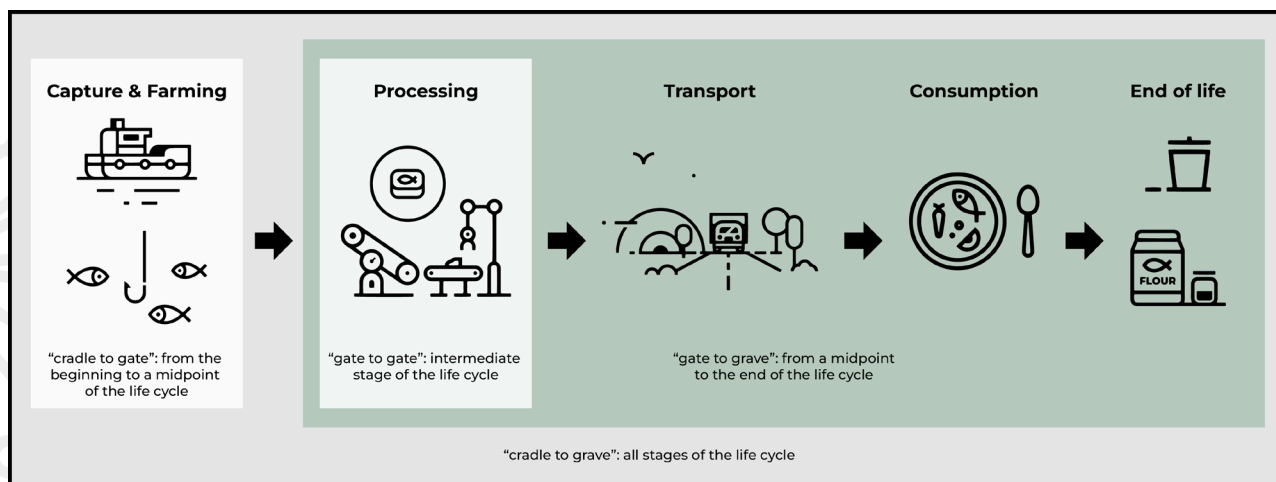 Capture & Farming
Processing
Transport
Consumption
End of life
FLOUR
“cradle to gate”: from the
beginning to a midpoint
of the life cycle
“gate to gate”: intermediate
stage of the life cycle
“gate to grave”: from a midpoint
to the end of the life cycle
“cradle to grave”: all stages of the life cycle